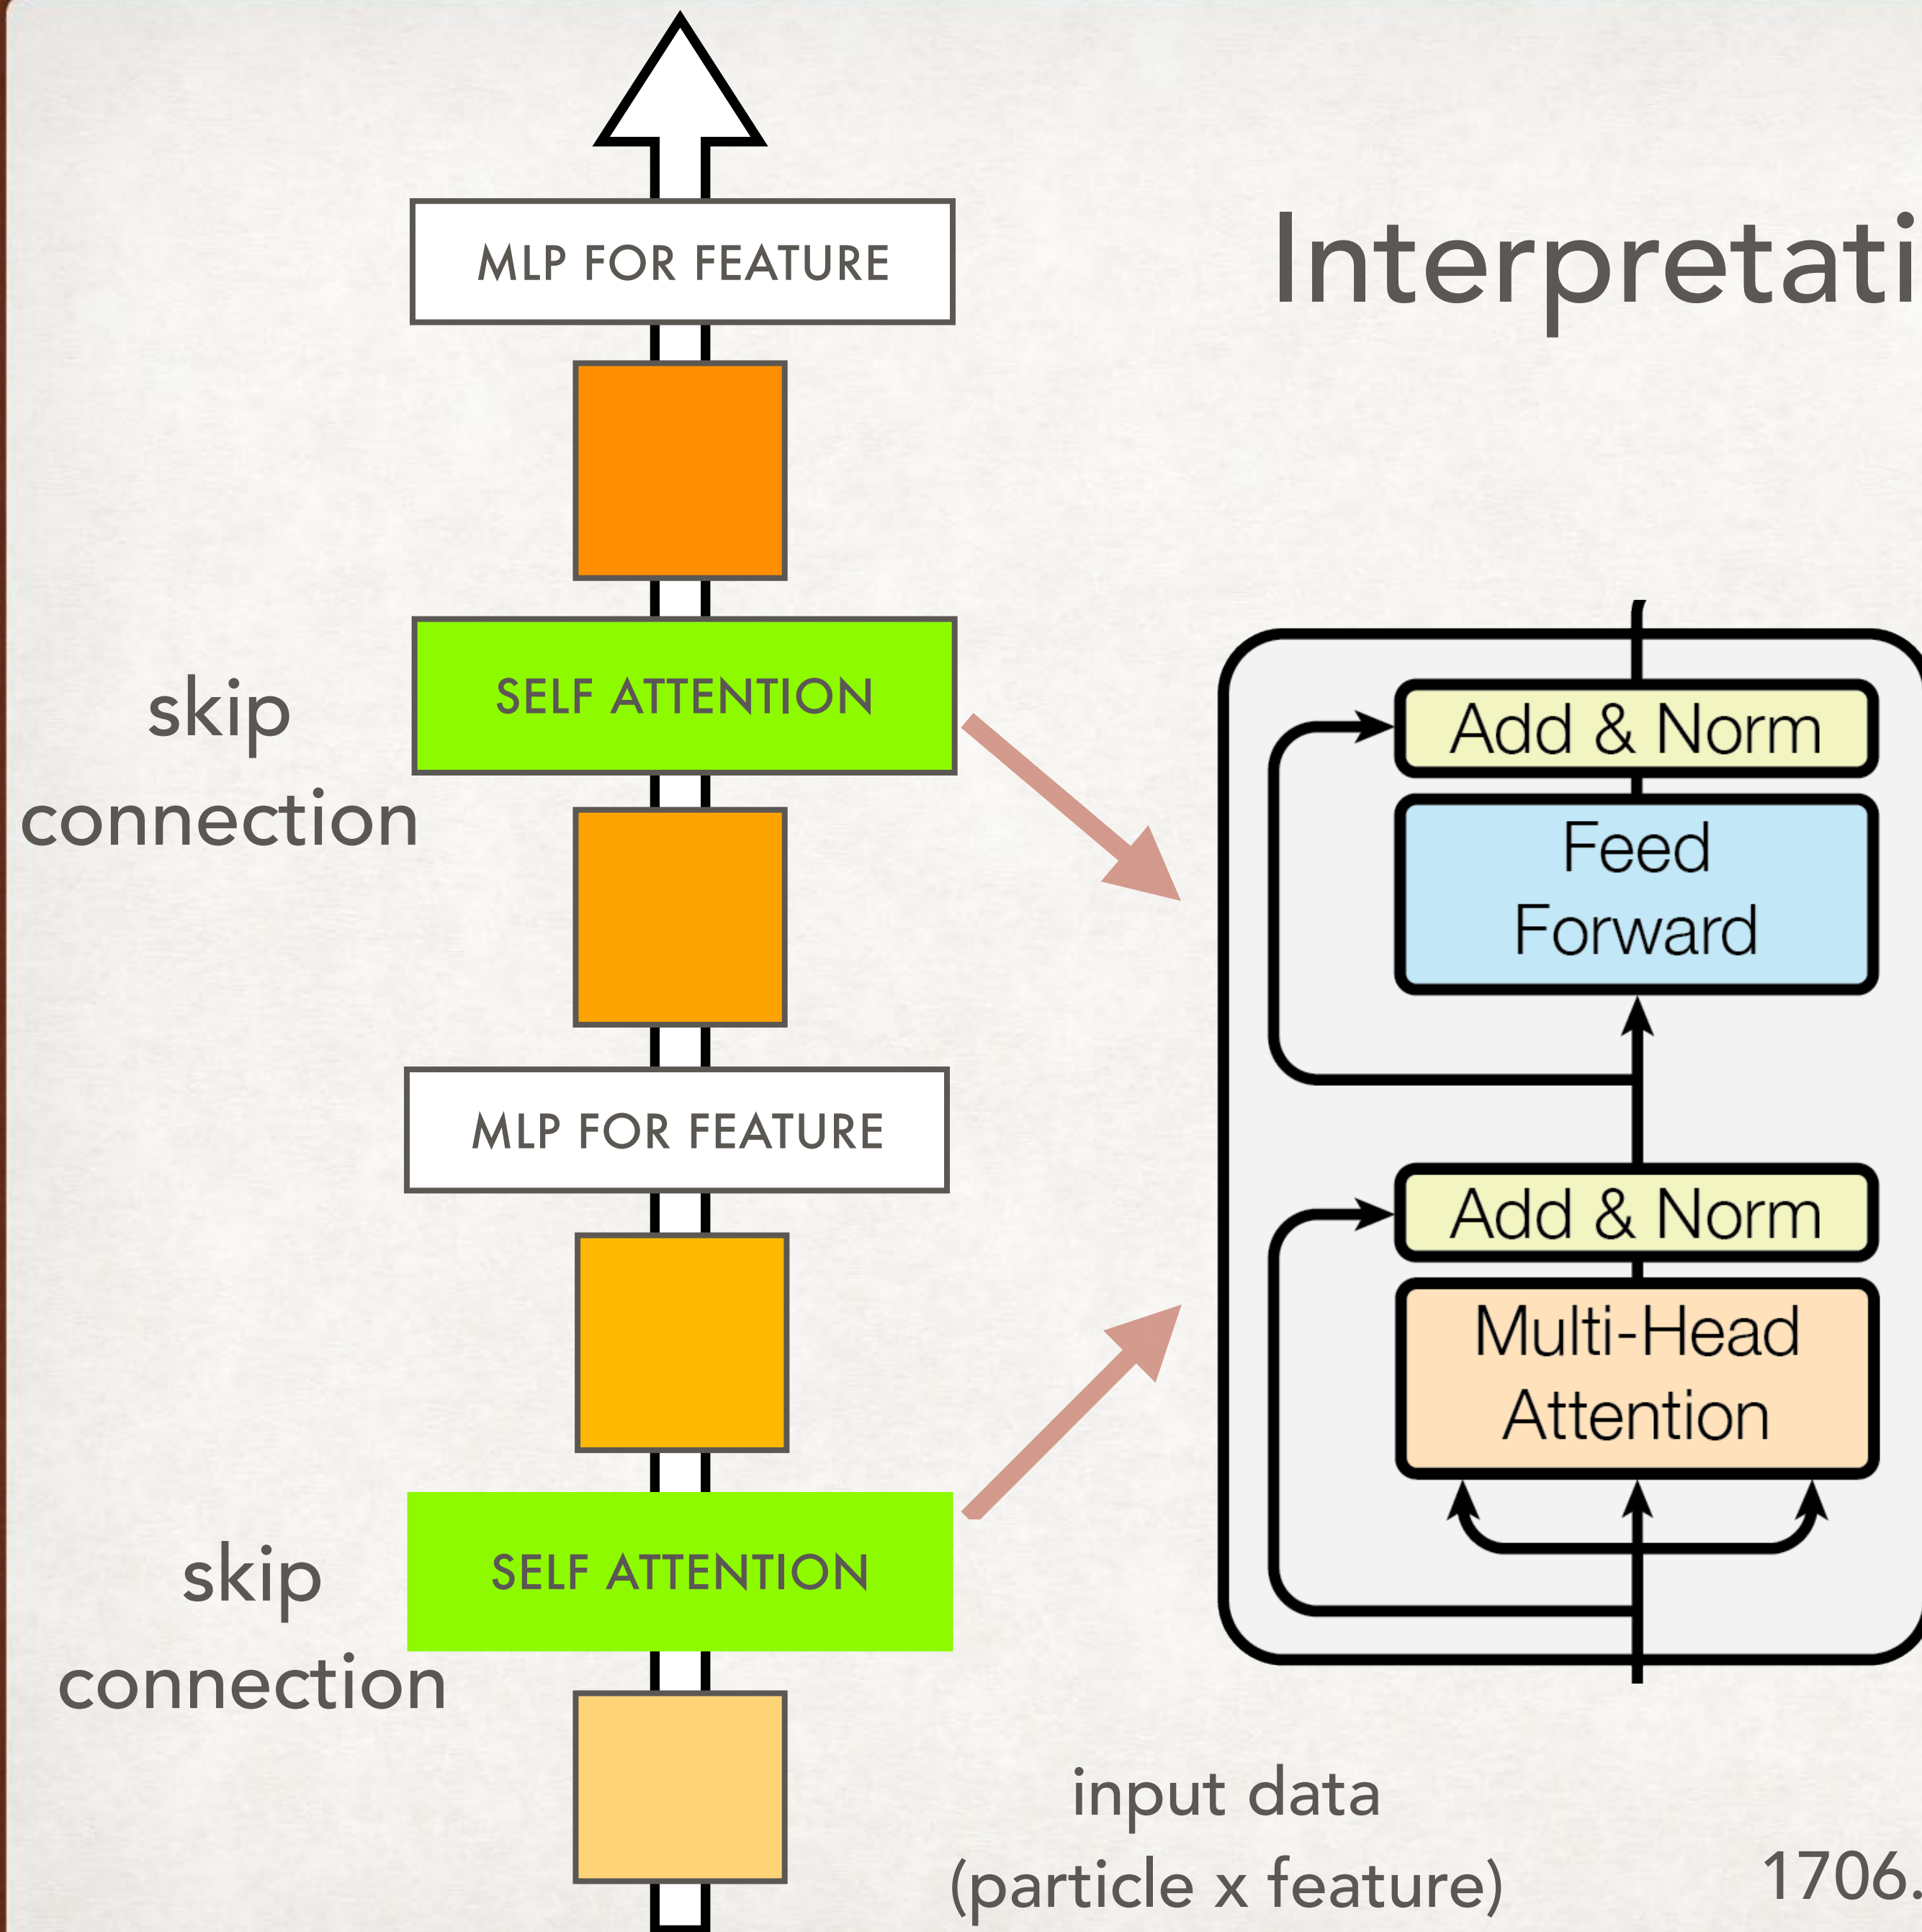 MLP FOR FEATURE
Interpretati
SELF ATTENTION
skip
connection
Add & Norm
Feed
Forward
MLP FOR FEATURE
Add & Norm
Multi-Head
Attention
SELF ATTENTION
skip
connection
input data
(particle x feature)
1706.